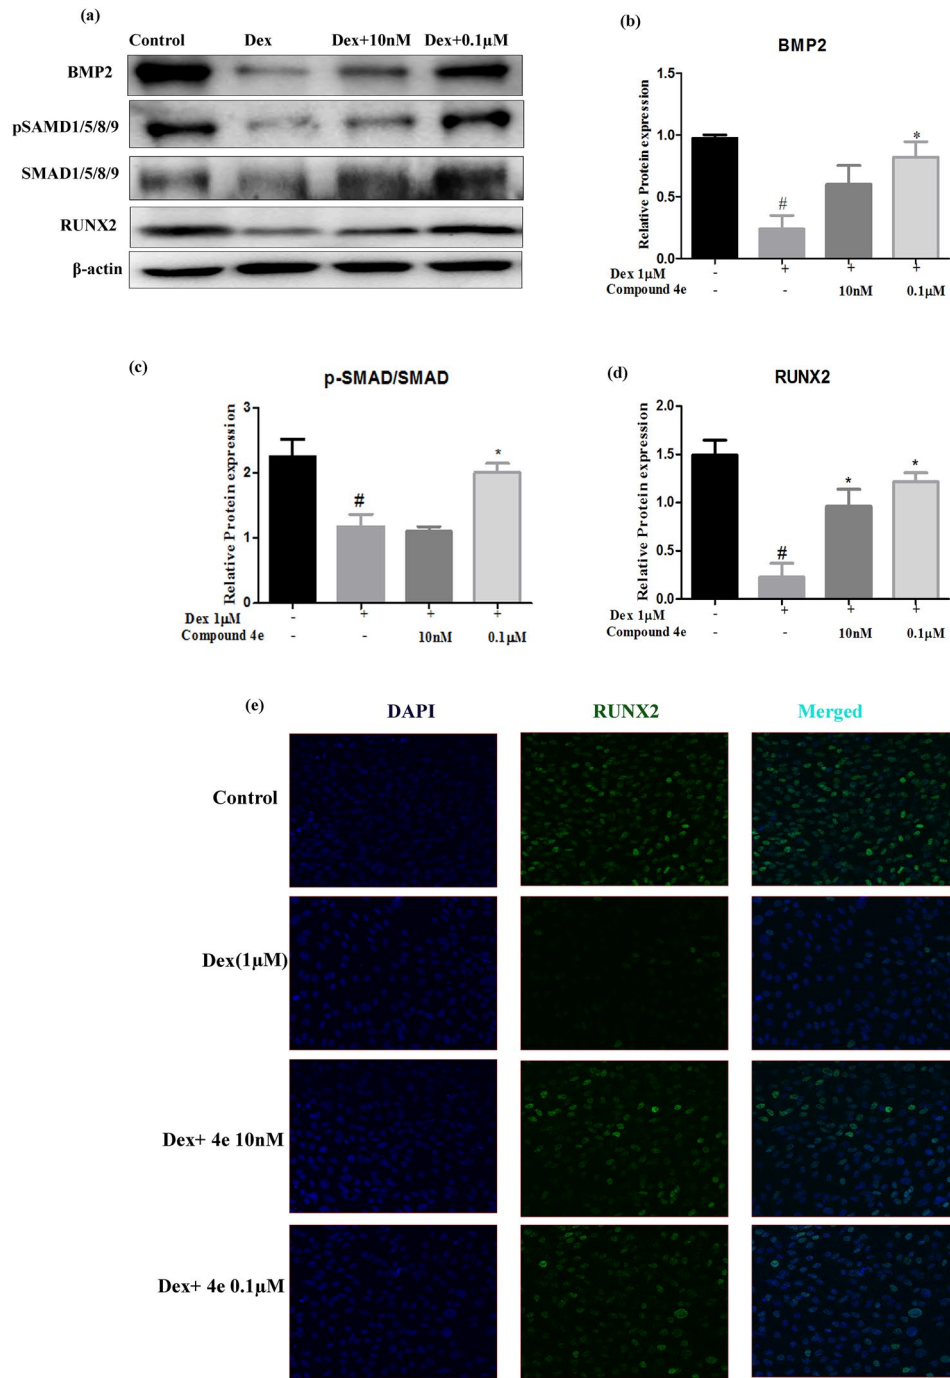 (a)
Control Dex Dex+10nM Dex+0.1μM
BMP2
pSAMD1/5/8/9
SMAD1/5/8/9
RUNX2
β-actin
(b)
BMP2
Relative Protein expression
1.5
1.0
0.5
0.0
#
*
Dex 1μM - + + +
Compound 4e - - 10nM 0.1μM
(c)
p-SMAD/SMAD
Relative Protein expression
3
2
1
0
#
*
Dex 1μM - + + +
Compound 4e - - 10nM 0.1μM
(d)
RUNX2
Relative Protein expression
2.0
1.5
1.0
0.5
0.0
#
*
*
Dex 1μM - + + +
Compound 4e - - 10nM 0.1μM
(e)
DAPI RUNX2 Merged
Control
Dex(1μM)
Dex+ 4e 10nM
Dex+ 4e 0.1μM